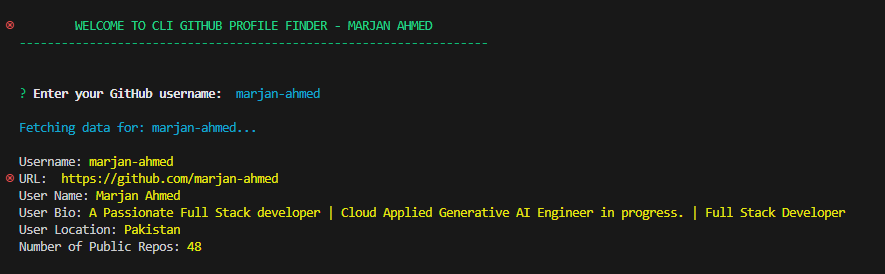 WELCOME TO CLI GITHUB PROFILE FINDER - MARJAN AHMED
-------------------------------------------------------------------
? Enter your GitHub username:  marjan-ahmed
Fetching data for: marjan-ahmed...
Username: marjan-ahmed
URL:  https://github.com/marjan-ahmed
User Name: Marjan Ahmed
User Bio: A Passionate Full Stack developer | Cloud Applied Generative AI Engineer in progress. | Full Stack Developer
User Location: Pakistan
Number of Public Repos: 48